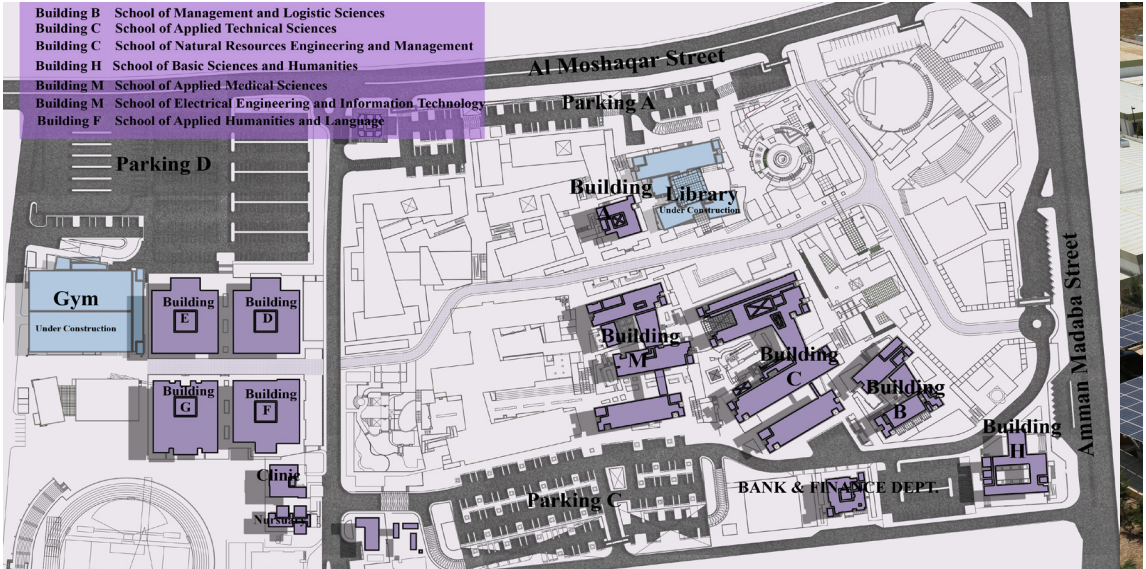 Building B School of Management and Logistic Sciences
Building C School of Applied Technical Sciences
Building C School of Natural Resources Engineering and Management
Building H School of Basic Sciences and Humanities
Building M School of Applied Medical Sciences
Building M School of Electrical Engineering and Information Technology
Building F School of Applied Humanities and Language
Al Moshaqar Street
Parking A
Parking D
Building
Library
Under Construction
Gym
Under Construction
Building
E
Building
D
Amman Madaba Street
Building
M
Building
C
Building
G
Building
F
Building
B
Building
H
Clinic
Parking C
BANK & FINANCE DEPT.
Nursuary